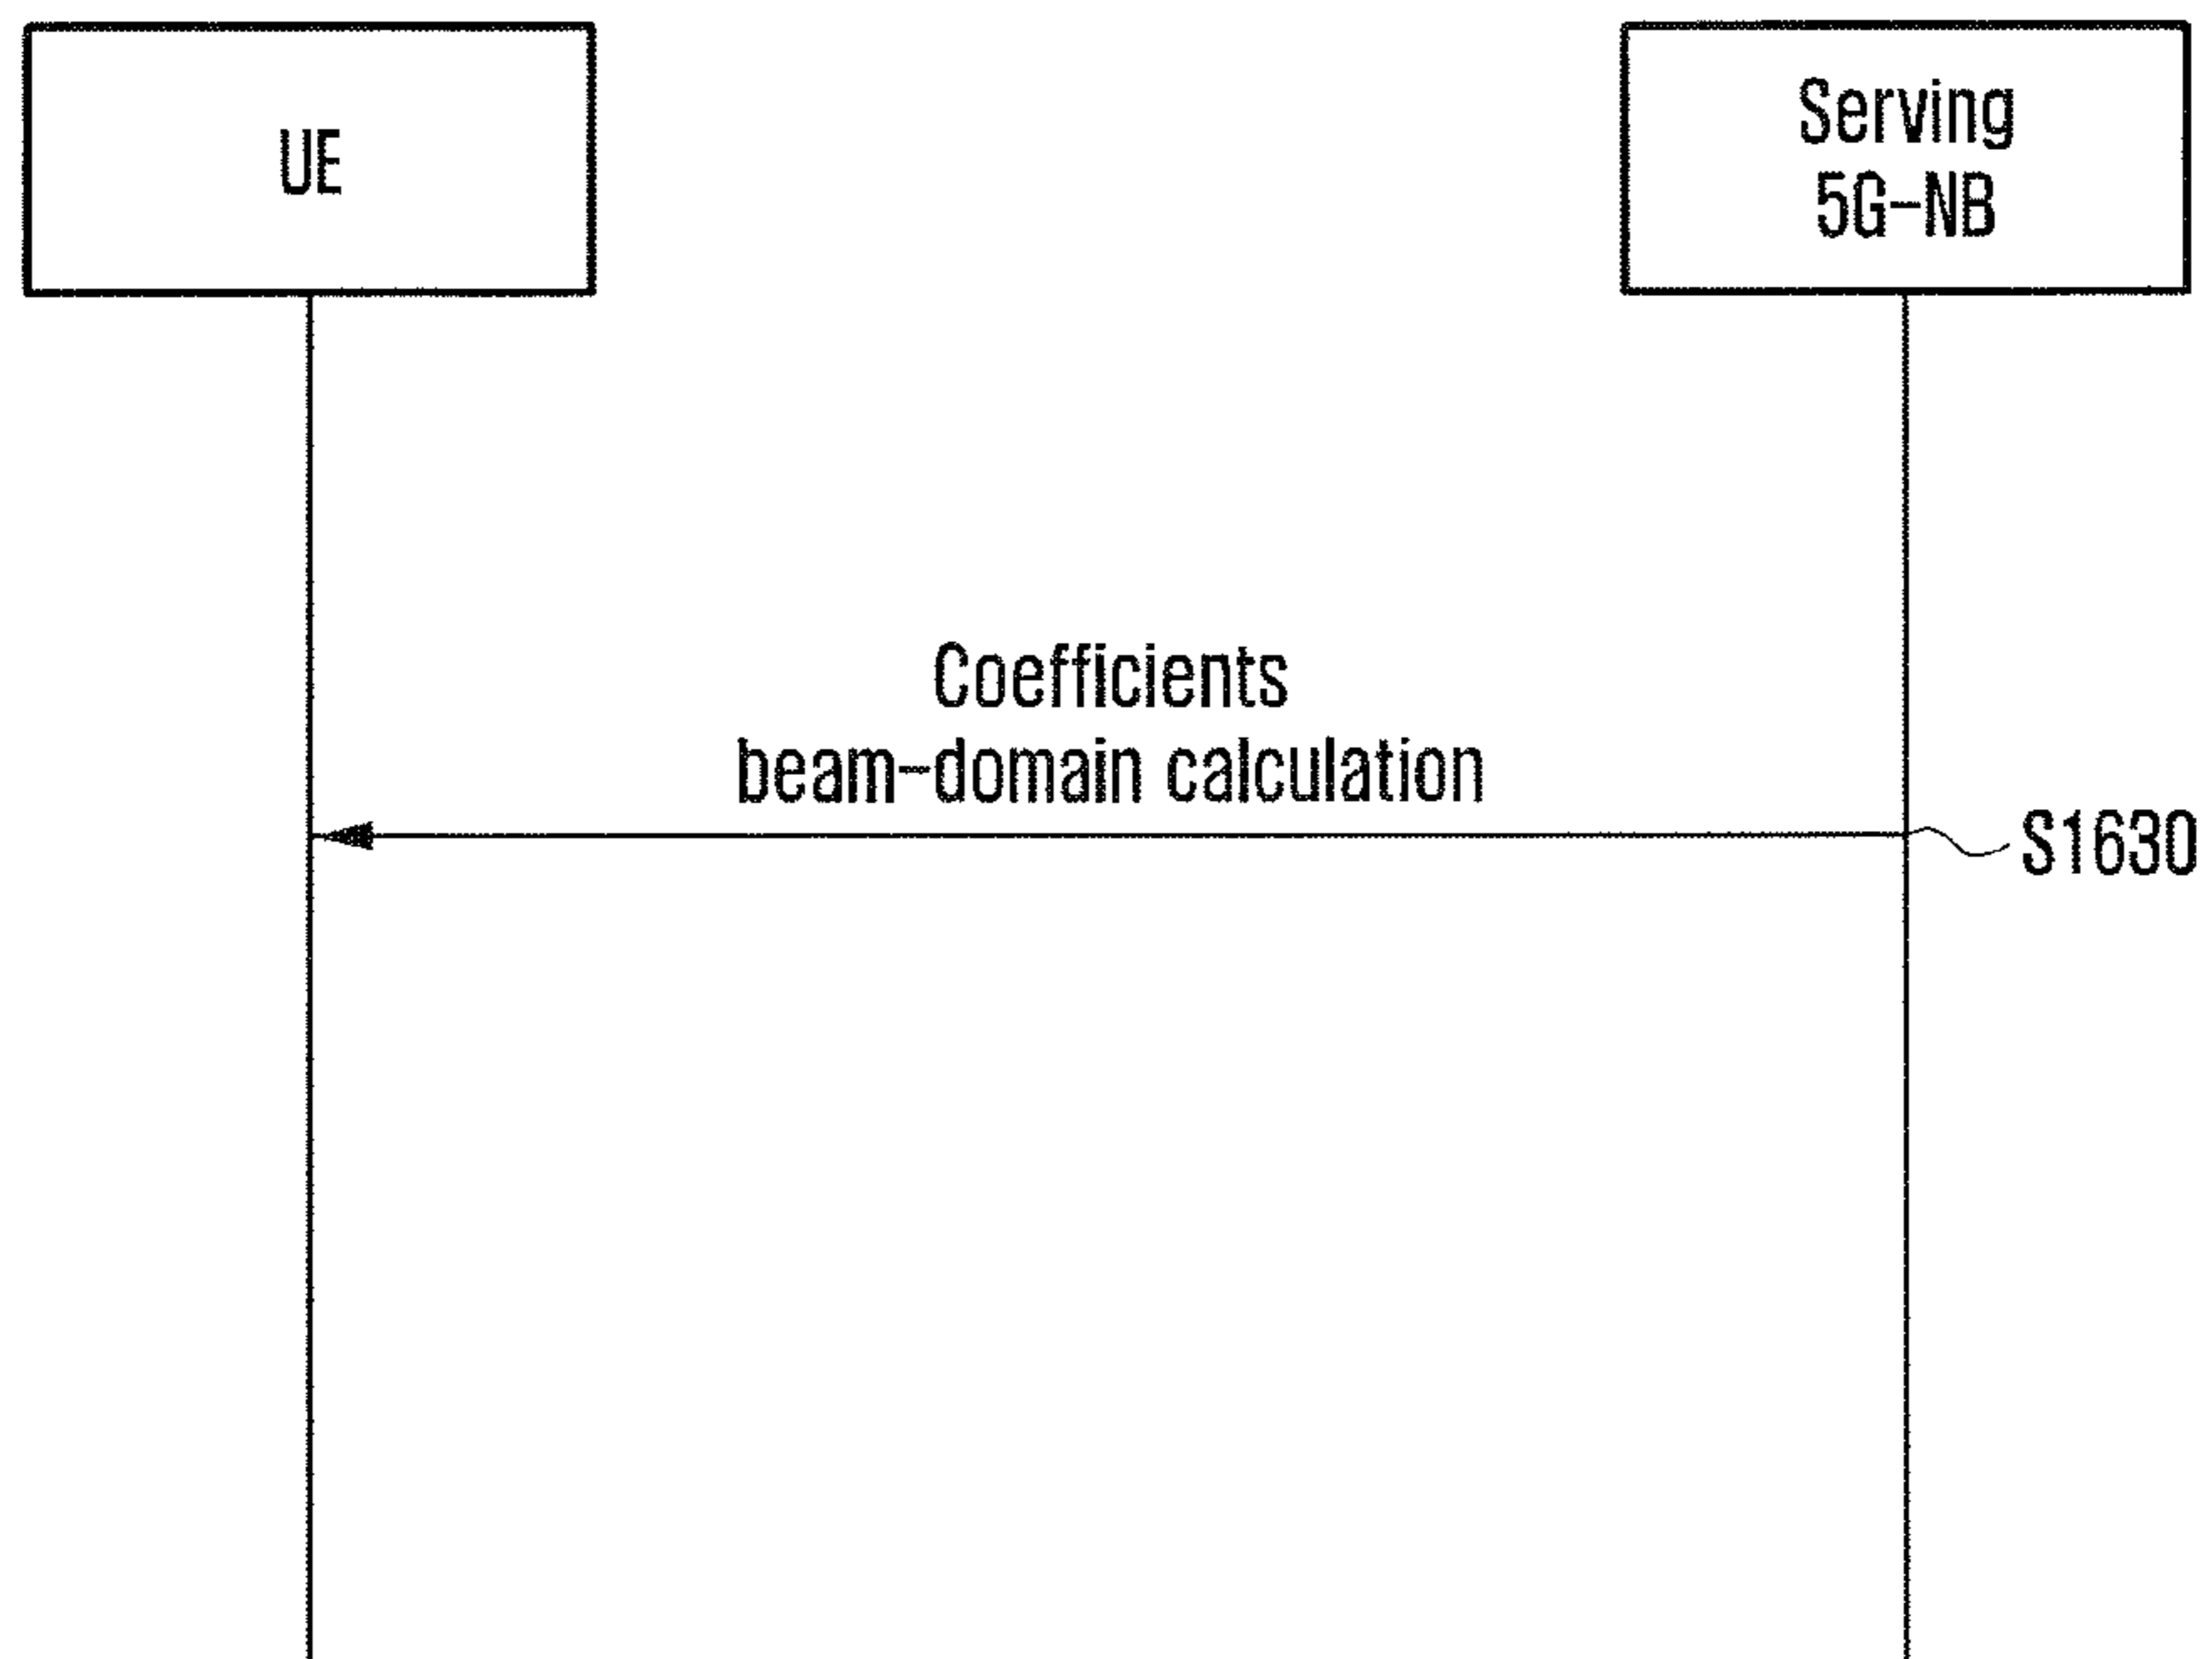 UE
Serving
5G-NB
Coefficients
beam-domain calculation
S1630